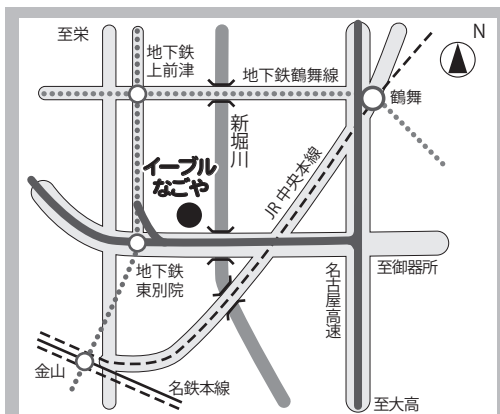 至栄
地下鉄
上前津
地下鉄鶴舞線
N
鶴舞
新堀川
イーブル
なごや
JR中央本線
地下鉄
東別院
名古屋高速
至御器所
金山
名鉄本線
至大高